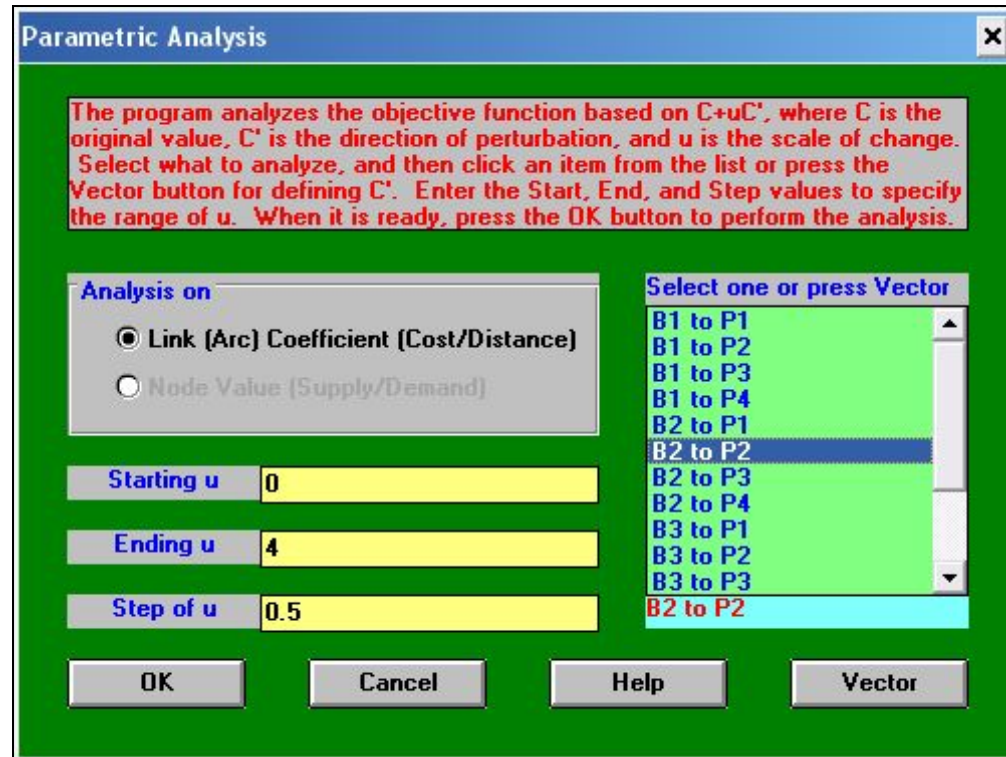 Parametric Analysis
The program analyzes the objective function based on C+uC', where C is the
original value, C' is the direction of perturbation, and u is the scale of change.
Select what to analyze, and then click an item from the list or press the
Vector button for defining C'. Enter the Start, End, and Step values to specify
the range of u. When it is ready, press the OK button to perform the analysis.
Analysis on
Link (Arc) Coefficient (Cost/Distance)
Node Value (Supply/Demand)
Starting u 0
Ending u 4
Step of u 0.5
Select one or press Vector
B1 to P1
B1 to P2
B1 to P3
B1 to P4
B2 to P1
B2 to P2
B2 to P3
B2 to P4
B3 to P1
B3 to P2
B3 to P3
B2 to P2
OK Cancel Help Vector